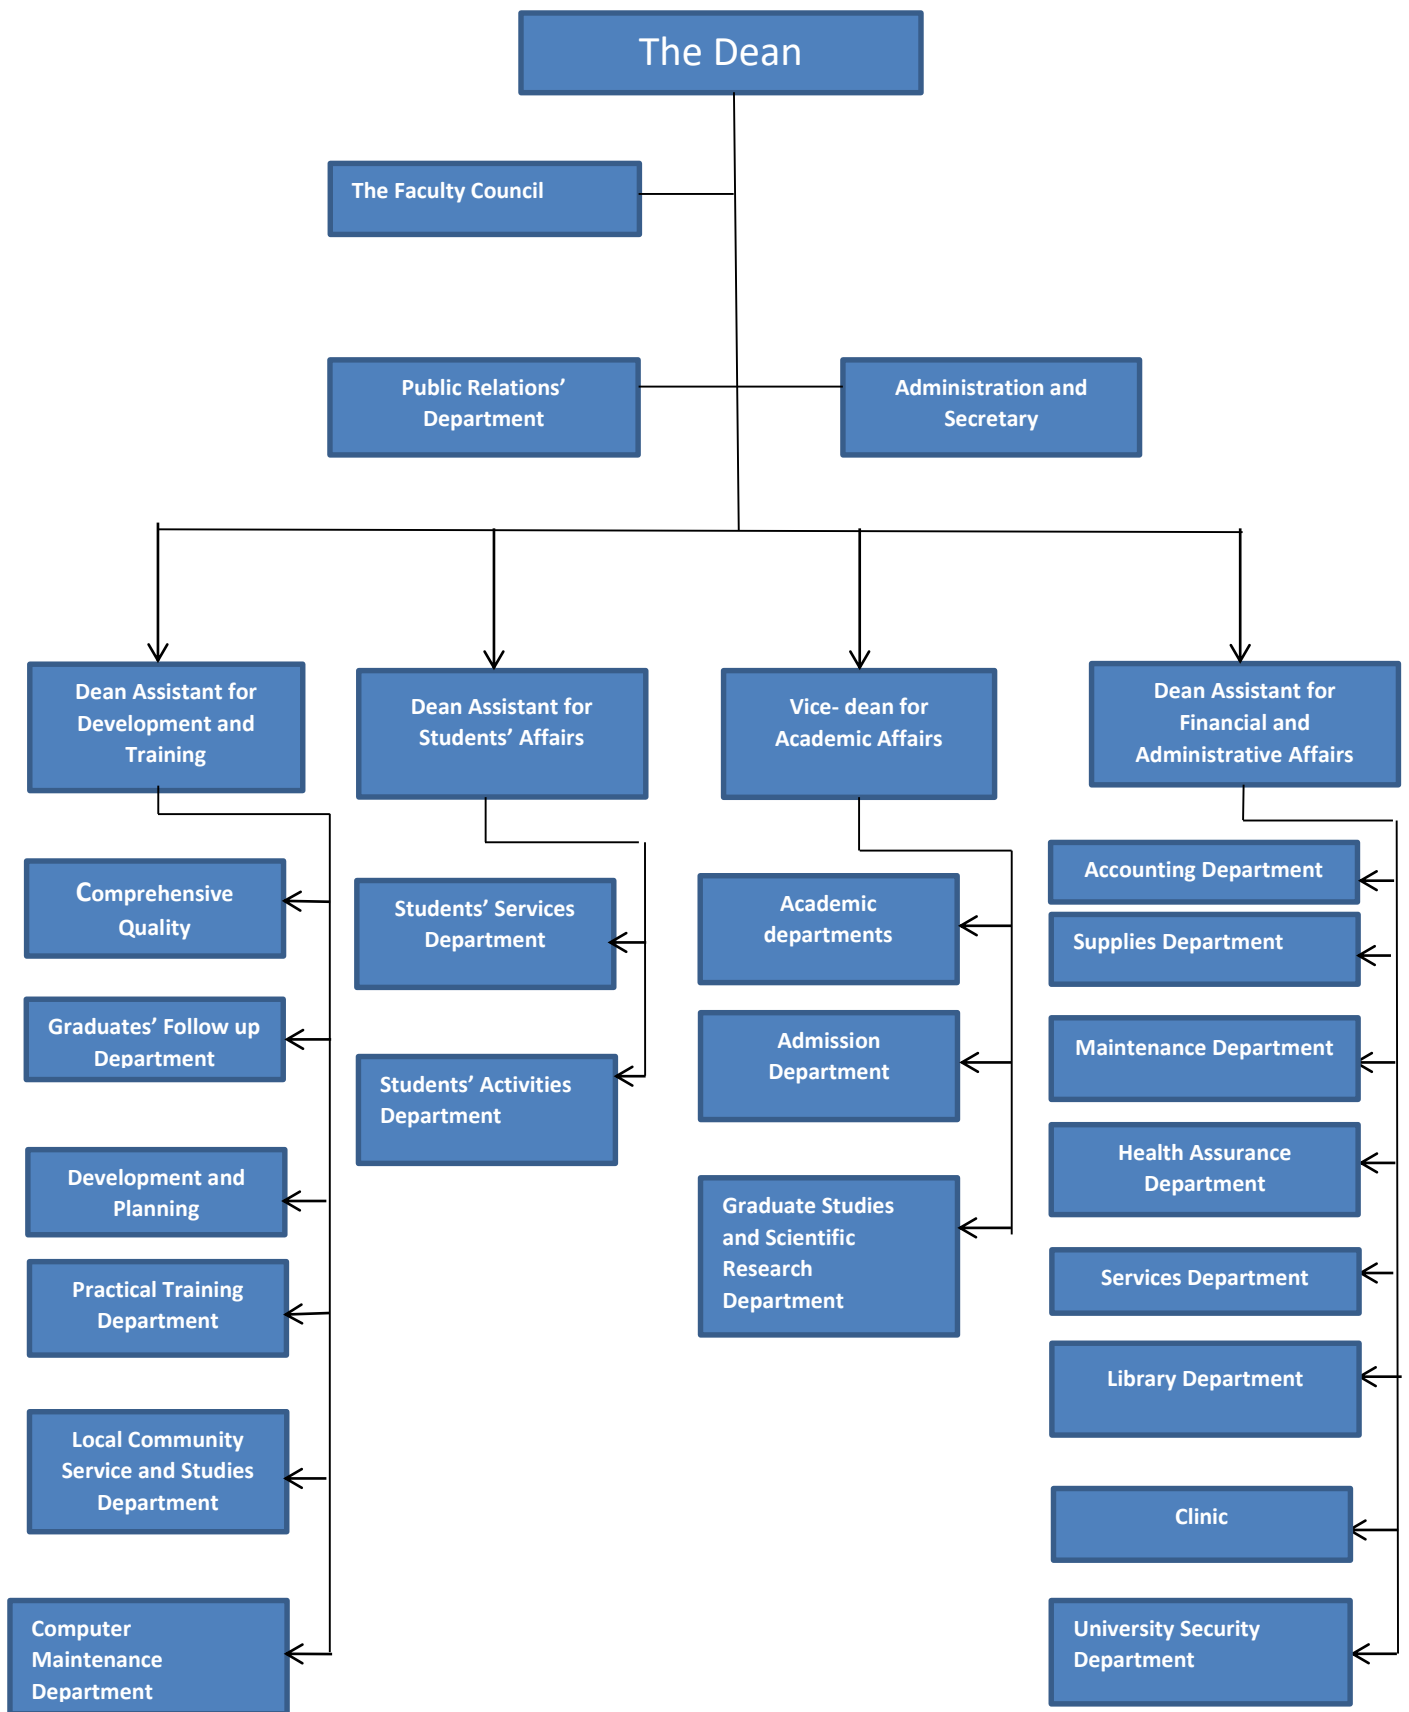 The Dean
The Faculty Council
Public Relations’
Department
Administration and
Secretary
Dean Assistant for
Development and
Training
Dean Assistant for
Students’ Affairs
Vice- dean for
Academic Affairs
Dean Assistant for
Financial and
Administrative Affairs
Comprehensive
Quality
Graduates’ Follow up
Department
Development and
Planning
Practical Training
Department
Local Community
Service and Studies
Department
Computer
Maintenance
Department
Students’ Services
Department
Students’ Activities
Department
Academic
departments
Admission
Department
Graduate Studies
and Scientific
Research
Department
Accounting Department
Supplies Department
Maintenance Department
Health Assurance
Department
Services Department
Library Department
Clinic
University Security
Department